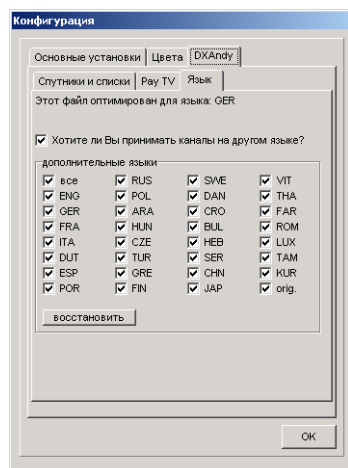 Конфигурация
Основные установки Цвета DXAndy
Спутники и списки Pay TV Язык
Этот файл оптимирован для языка: GER
Хотите ли Вы принимать каналы на другом языке?
дополнительные языки
все RUS SWE VIT
ENG POL DAN THA
GER ARA CRO FAR
FRA HUN BUL ROM
ITA CZE HEB LUX
DUT TUR SER TAM
ESP GRE CHN KUR
POR FIN JAP orig.
восстановить
OK